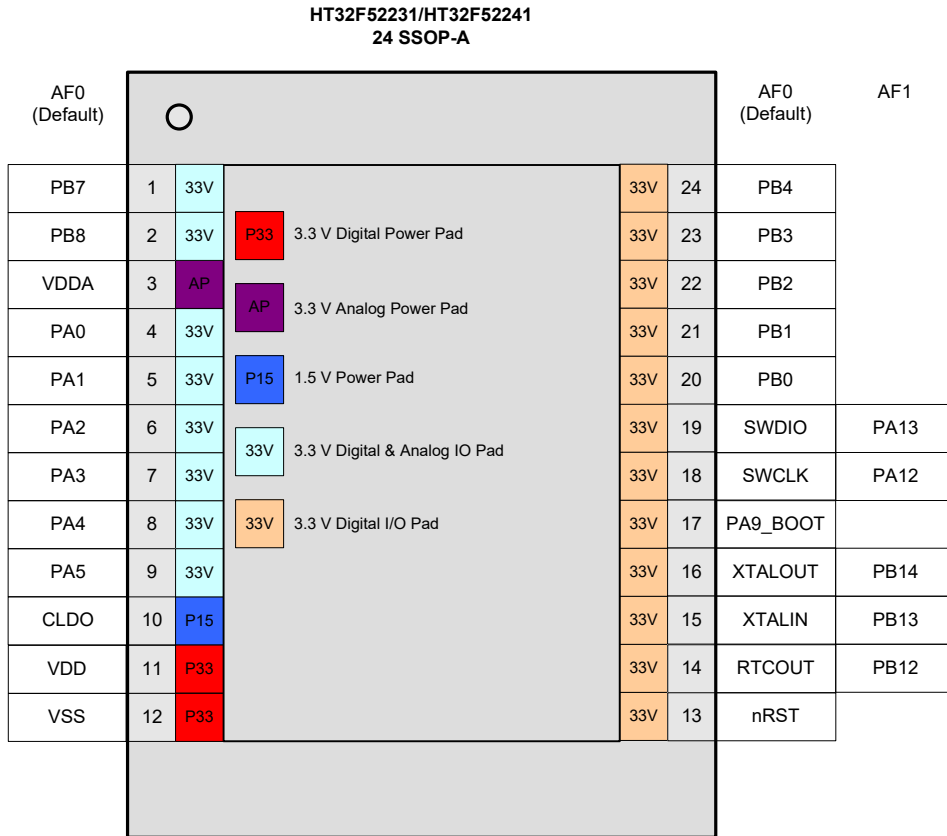 HT32F52231/HT32F52241
24 SSOP-A
AF0
(Default)
AF0
(Default)
AF1
PB7 1 33V 33V 24 PB4
PB8 2 33V P33 3.3 V Digital Power Pad 33V 23 PB3
VDDA 3 AP AP 3.3 V Analog Power Pad 33V 22 PB2
PA0 4 33V 33V 21 PB1
PA1 5 33V P15 1.5 V Power Pad 33V 20 PB0
PA2 6 33V 33V 3.3 V Digital & Analog IO Pad 33V 19 SWDIO PA13
PA3 7 33V 33V 18 SWCLK PA12
PA4 8 33V 33V 3.3 V Digital I/O Pad 33V 17 PA9_BOOT
PA5 9 33V 33V 16 XTALOUT PB14
CLDO 10 P15 33V 15 XTALIN PB13
VDD 11 P33 33V 14 RTCOUT PB12
VSS 12 P33 33V 13 nRST